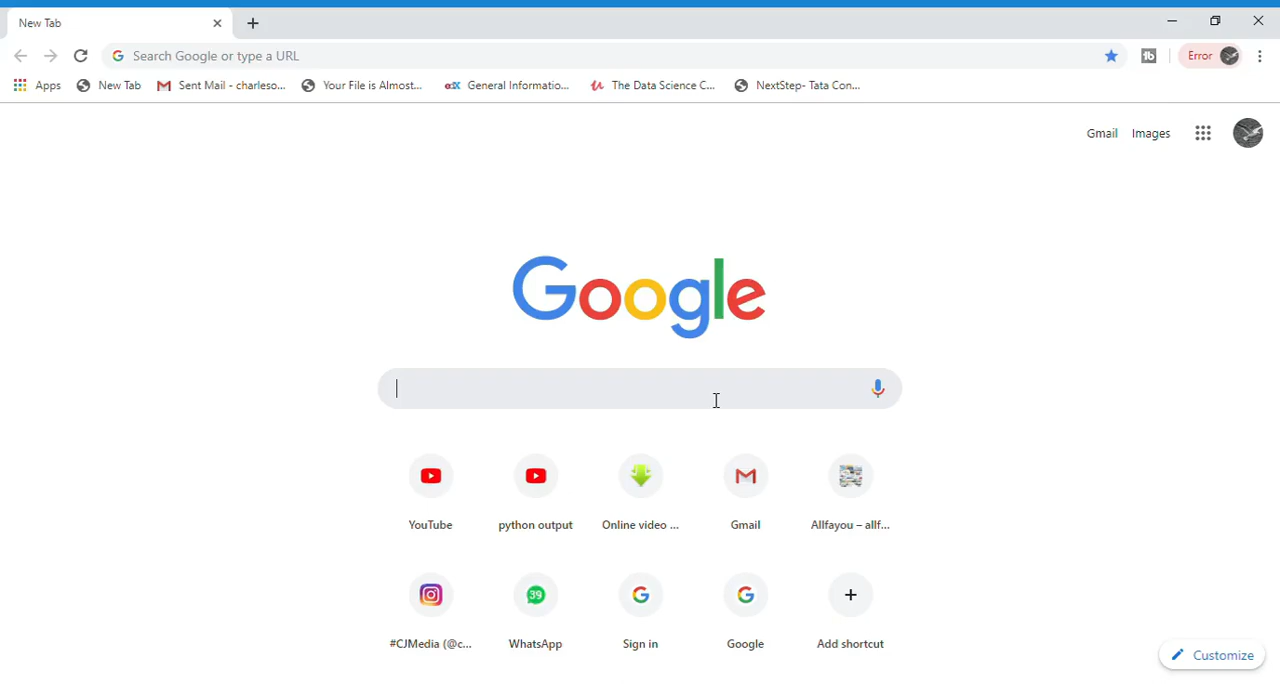 New Tab
Search Google or type a URL
Error
Apps
New Tab
Sent Mail - charleso...
Your File is Almost...
General Informatio...
The Data Science C...
NextStep- Tata Con...
Gmail
Images
Google
YouTube
python output
Online video ...
Gmail
Allfayou – allf...
39
#CJMedia (@c...
WhatsApp
Sign in
Google
Add shortcut
Customize